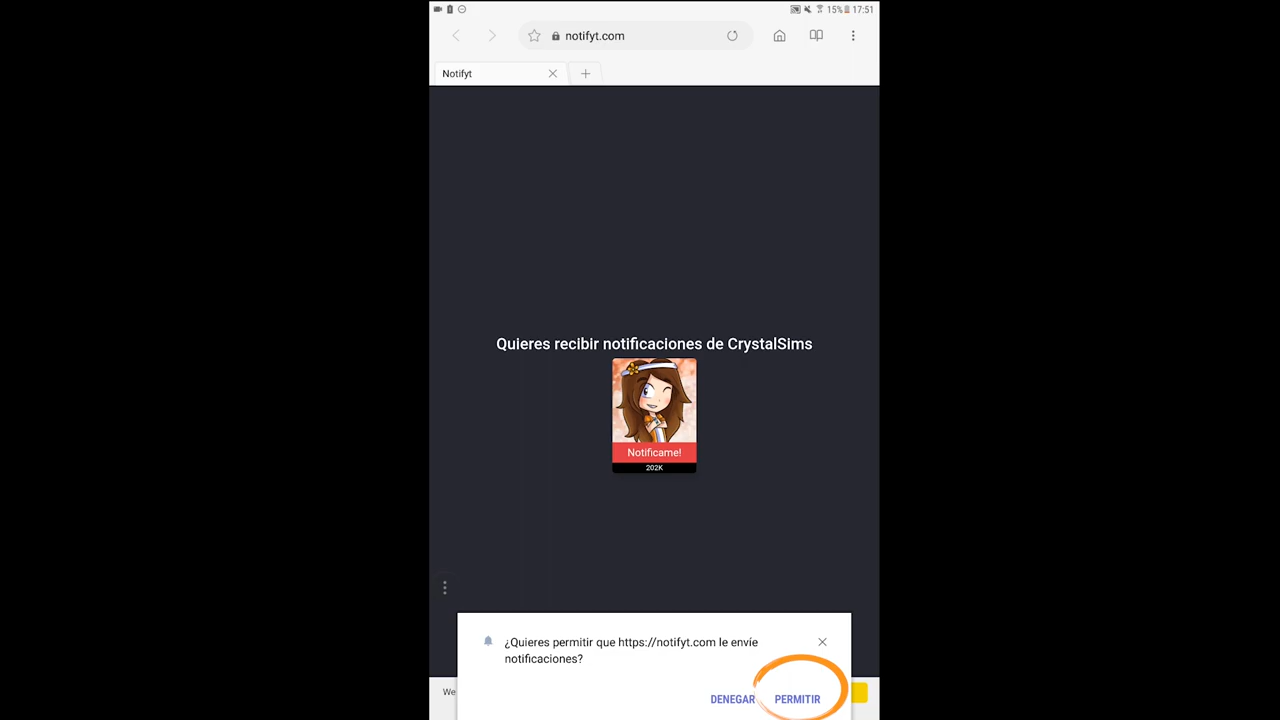 15% 17:51
notifyt.com
Notifyt
Quieres recibir notificaciones de CrystalSims
Notificame!
202K
¿Quieres permitir que https://notifyt.com le envíe
notificaciones?
We
DENEGAR PERMITIR